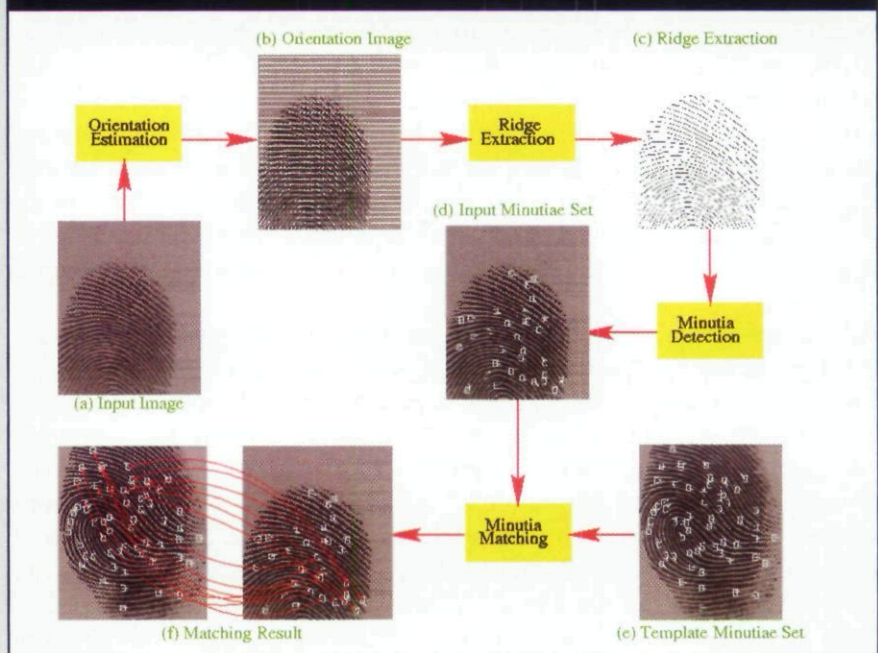 (b) Orientation Image
(c) Ridge Extraction
Orientation
Estimation
Ridge
Extraction
(d) Input Minutiae Set
Minutia
Detection
(a) Input Image
Minutia
Matching
(f) Matching Result
(e) Template Minutiae Set